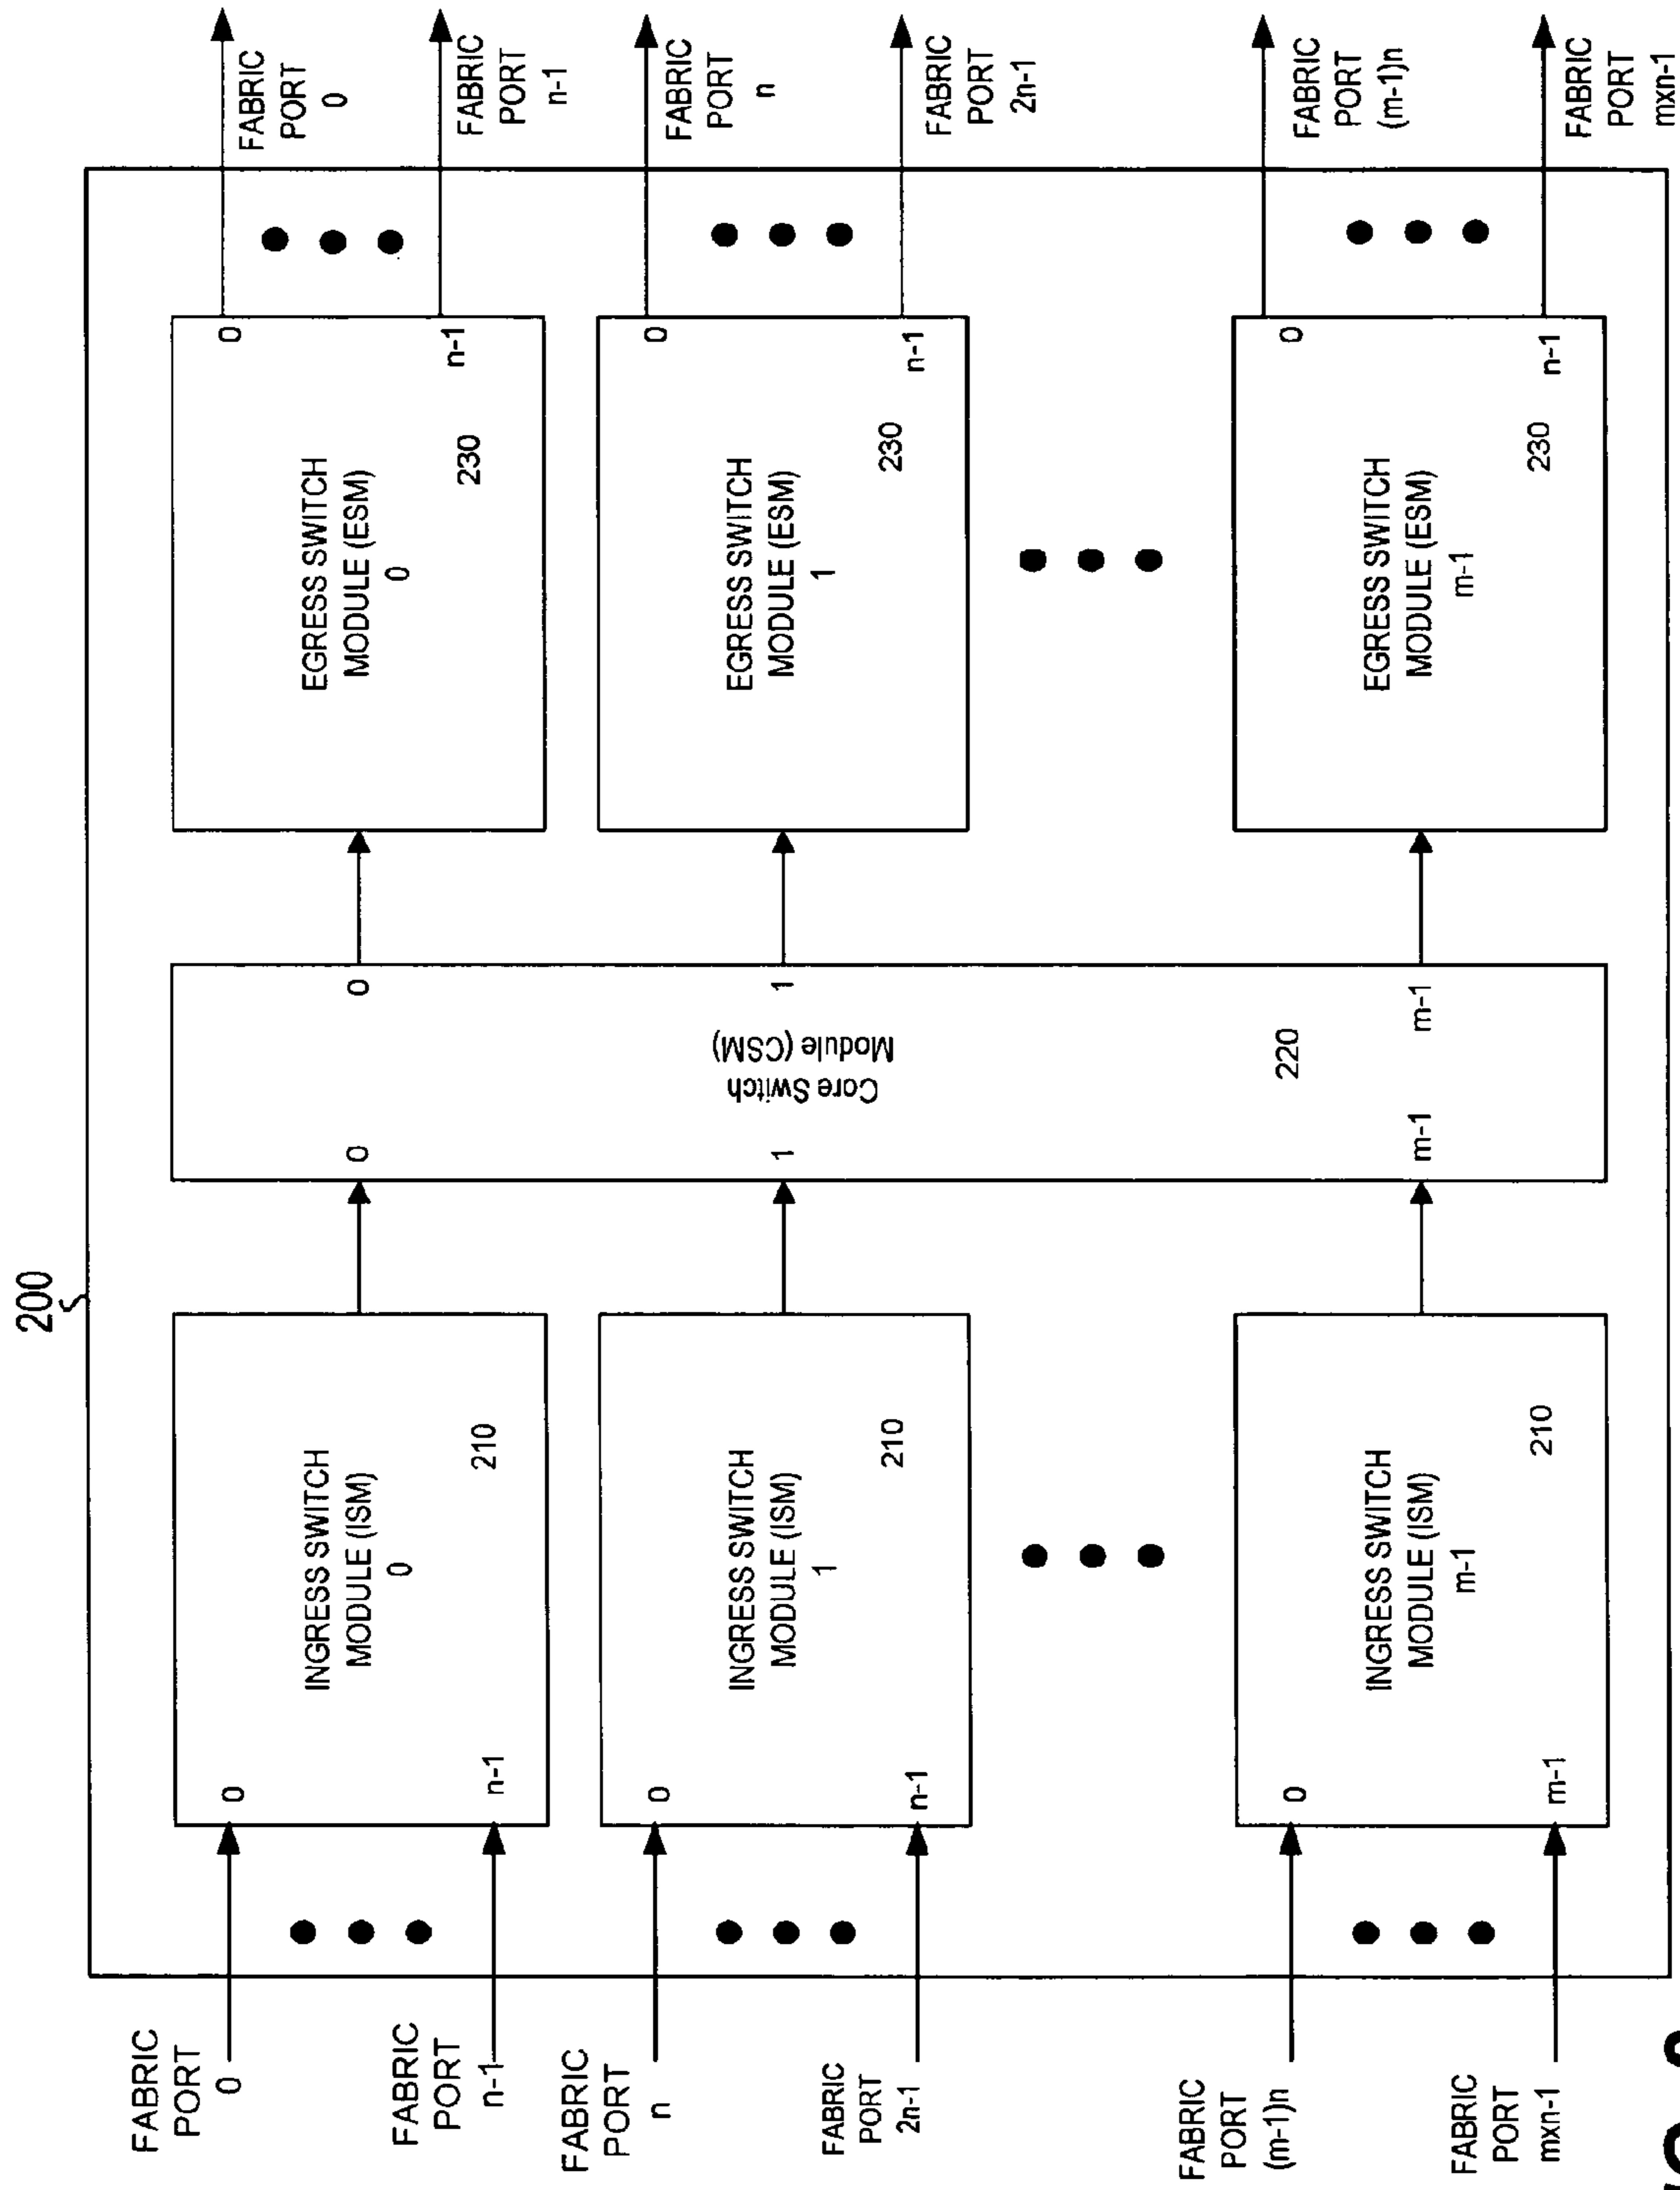 200
FABRIC
PORT
0
FABRIC
PORT
n-1
FABRIC
PORT
n
FABRIC
PORT
2n-1
FABRIC
PORT
(m-1)n
FABRIC
PORT
mxn-1
0
INGRESS SWITCH
MODULE (ISM)
0
210
n-1
0
INGRESS SWITCH
MODULE (ISM)
1
210
n-1
0
INGRESS SWITCH
MODULE (ISM)
m-1
210
m-1
0
0
1
1
Core Switch
Module (CSM)
220
m-1
m-1
EGRESS SWITCH
MODULE (ESM)
0
230
0
n-1
EGRESS SWITCH
MODULE (ESM)
1
230
0
n-1
EGRESS SWITCH
MODULE (ESM)
m-1
230
0
n-1
FABRIC
PORT
0
FABRIC
PORT
n-1
FABRIC
PORT
n
FABRIC
PORT
2n-1
FABRIC
PORT
(m-1)n
FABRIC
PORT
mxn-1